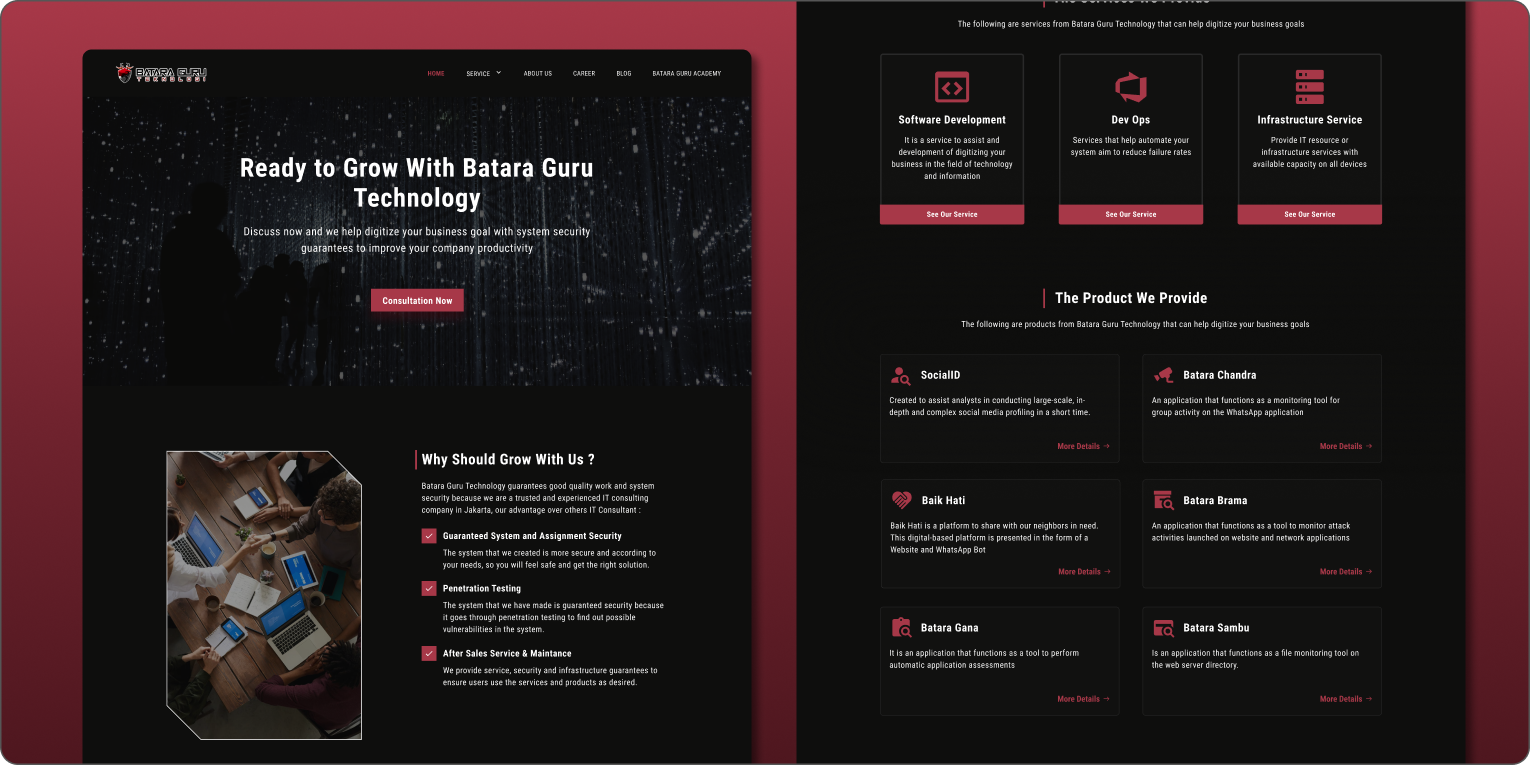 BATARA GURU
TEKNOLOGI
HOME
SERVICE
ABOUT US
CAREER
BLOG
BATARA GURU ACADEMY
Ready to Grow With Batara Guru
Technology
Discuss now and we help digitize your business goal with system security
guarantees to improve your company productivity
Consultation Now
Why Should Grow With Us ?
Batara Guru Technology guarantees good quality work and system
security because we are a trusted and experienced IT consulting
company in Jakarta, our advantage over others IT Consultant :
Guaranteed System and Assignment Security
The system that we created is more secure and according to
your needs, so you will feel safe and get the right solution.
Penetration Testing
The system that we have made is guaranteed security because
it goes through penetration testing to find out possible
vulnerabilities in the system.
After Sales Service & Maintance
We provide service, security and infrastructure guarantees to
ensure users use the services and products as desired.
The Services We Provide
The following are services from Batara Guru Technology that can help digitize your business goals
Software Development
It is a service to assist and
development of digitizing your
business in the field of technology
and information
See Our Service
Dev Ops
Services that help automate your
system aim to reduce failure rates
See Our Service
Infrastructure Service
Provide IT resource or
infrastructure services with
available capacity on all devices
See Our Service
The Product We Provide
The following are products from Batara Guru Technology that can help digitize your business goals
SocialID
Created to assist analysts in conducting large-scale, in-
depth and complex social media profiling in a short time.
More Details →
Batara Chandra
An application that functions as a monitoring tool for
group activity on the WhatsApp application
More Details →
Baik Hati
Baik Hati is a platform to share with our neighbors in need.
This digital-based platform is presented in the form of a
Website and WhatsApp Bot
More Details →
Batara Brama
An application that functions as a tool to monitor attack
activities launched on website and network applications
More Details →
Batara Gana
It is an application that functions as a tool to perform
automatic application assessments
More Details →
Batara Sambu
Is an application that functions as a file monitoring tool on
the web server directory.
More Details →